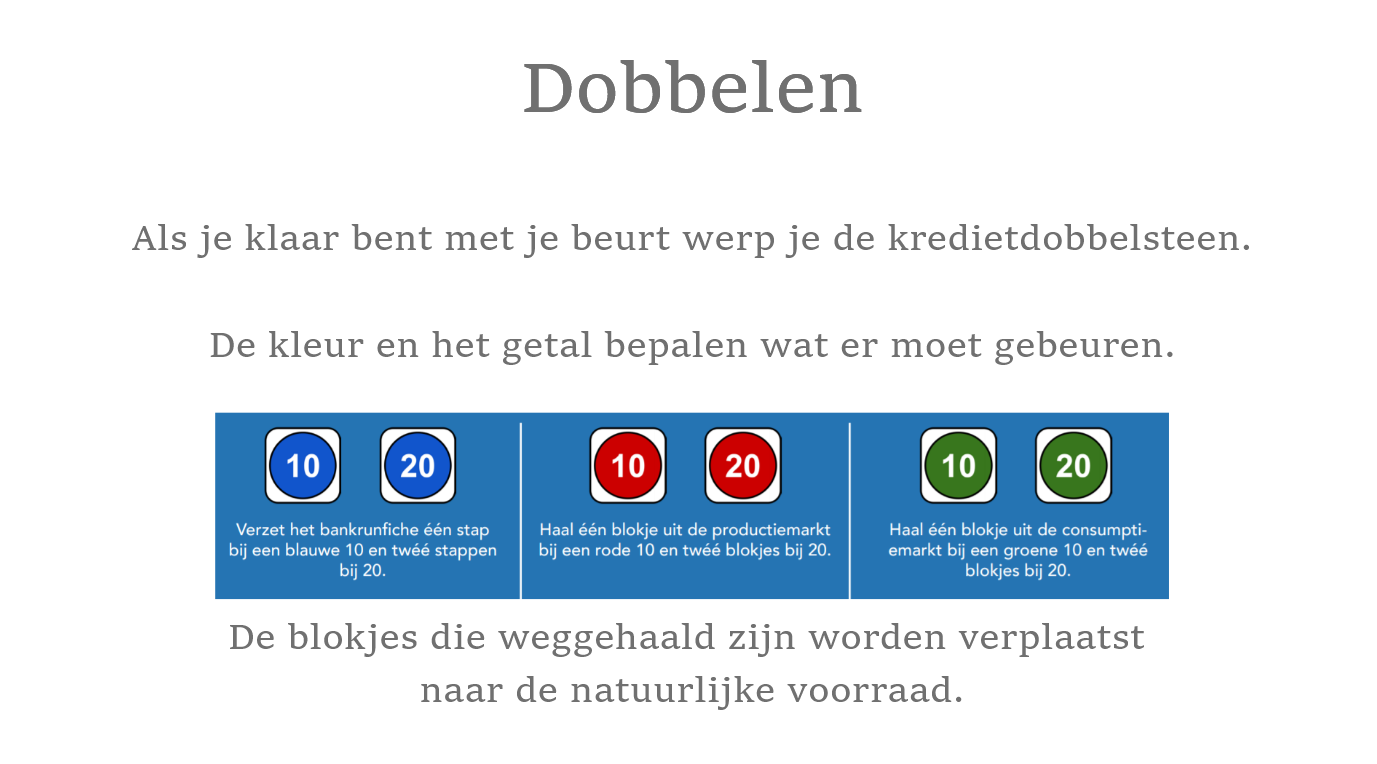 Dobbelen
Als je klaar bent met je beurt werp je de kredietdobbelsteen.
De kleur en het getal bepalen wat er moet gebeuren.
10 20
Verzet het bankrunfiche één stap
bij een blauwe 10 en twéé stappen
bij 20.
10 20
Haal één blokje uit de productiemarkt
bij een rode 10 en twéé blokjes bij 20.
10 20
Haal één blokje uit de consumpti-
emarkt bij een groene 10 en twéé
blokjes bij 20.
De blokjes die weggehaald zijn worden verplaatst
naar de natuurlijke voorraad.